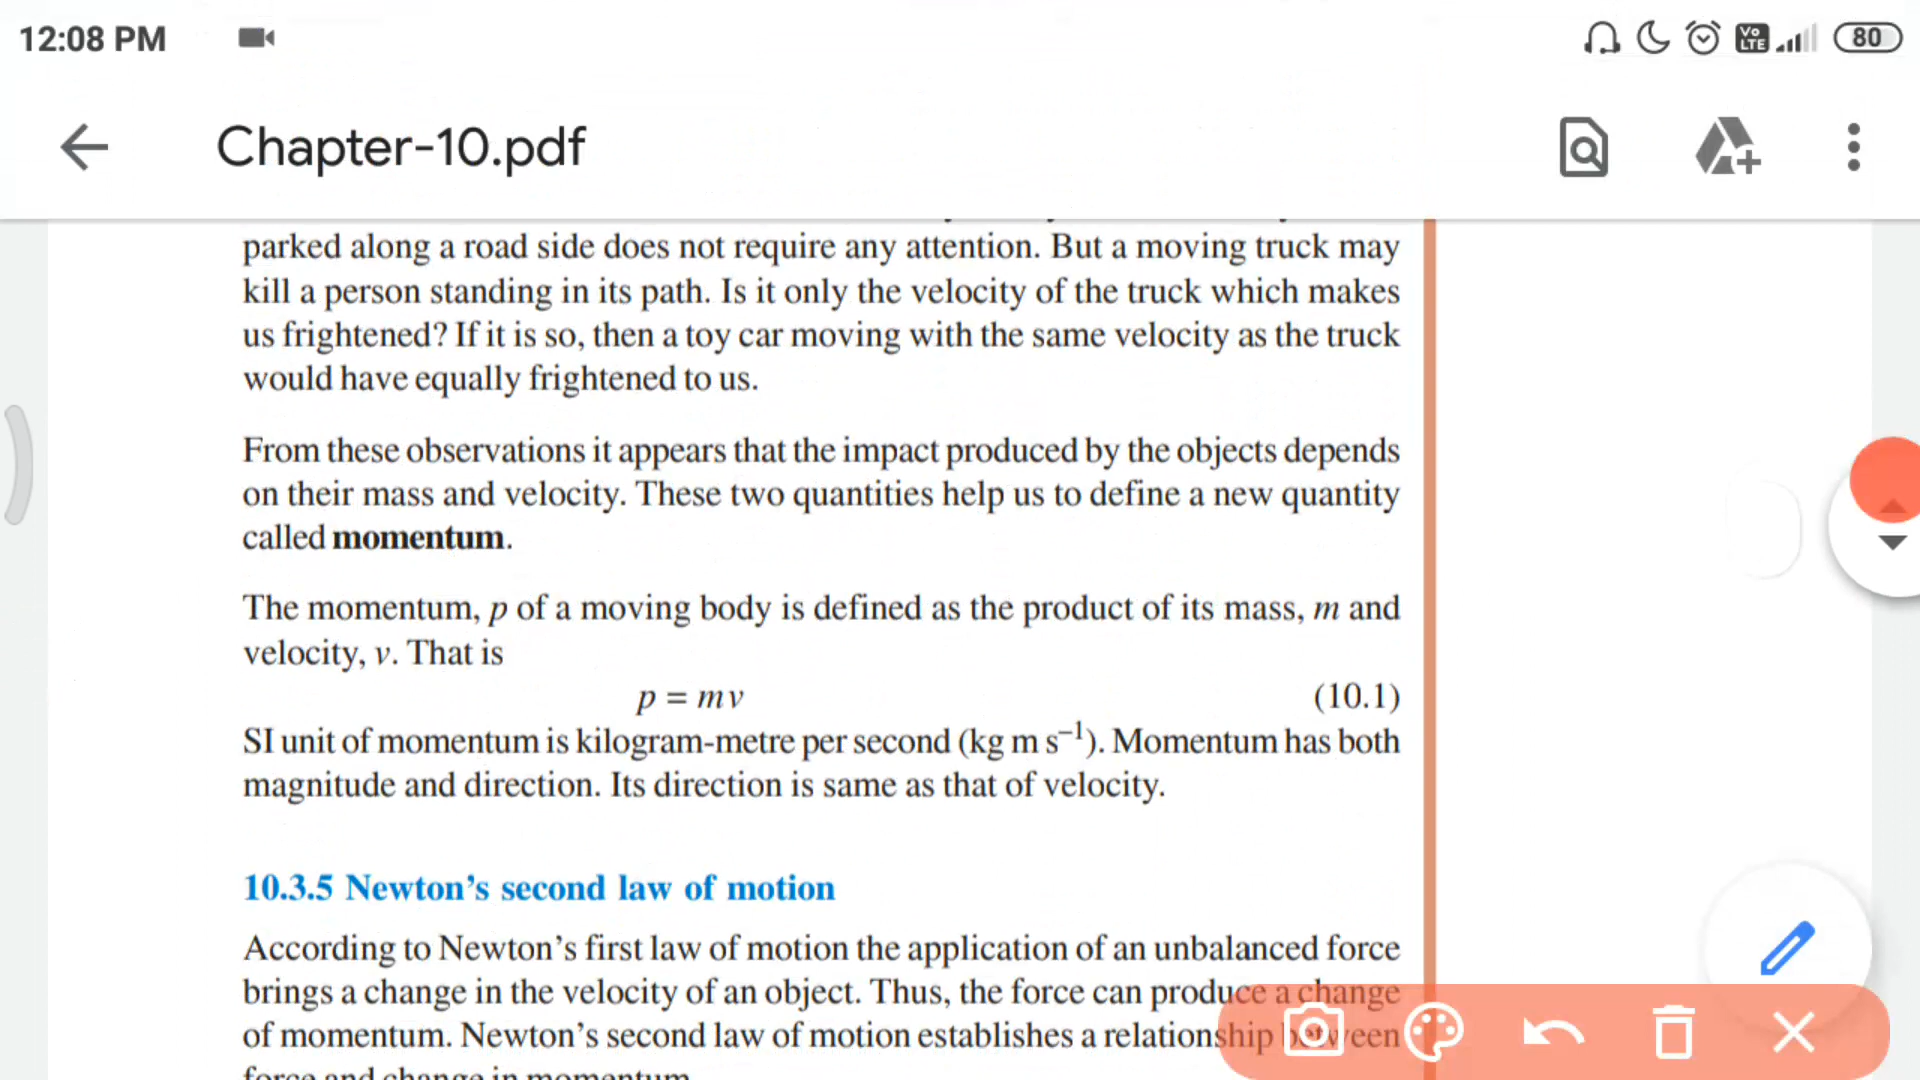 12:08 PM
Vo LTE
80
Chapter-10.pdf
parked along a road side does not require any attention. But a moving truck may
kill a person standing in its path. Is it only the velocity of the truck which makes
us frightened? If it is so, then a toy car moving with the same velocity as the truck
would have equally frightened to us.
From these observations it appears that the impact produced by the objects depends
on their mass and velocity. These two quantities help us to define a new quantity
called momentum.
The momentum, p of a moving body is defined as the product of its mass, m and
velocity, v. That is
p = mv (10.1)
SI unit of momentum is kilogram-metre per second (kg m s⁻¹). Momentum has both
magnitude and direction. Its direction is same as that of velocity.
10.3.5 Newton's second law of motion
According to Newton's first law of motion the application of an unbalanced force
brings a change in the velocity of an object. Thus, the force can produce a change
of momentum. Newton's second law of motion establishes a relationship between
force and change in momentum